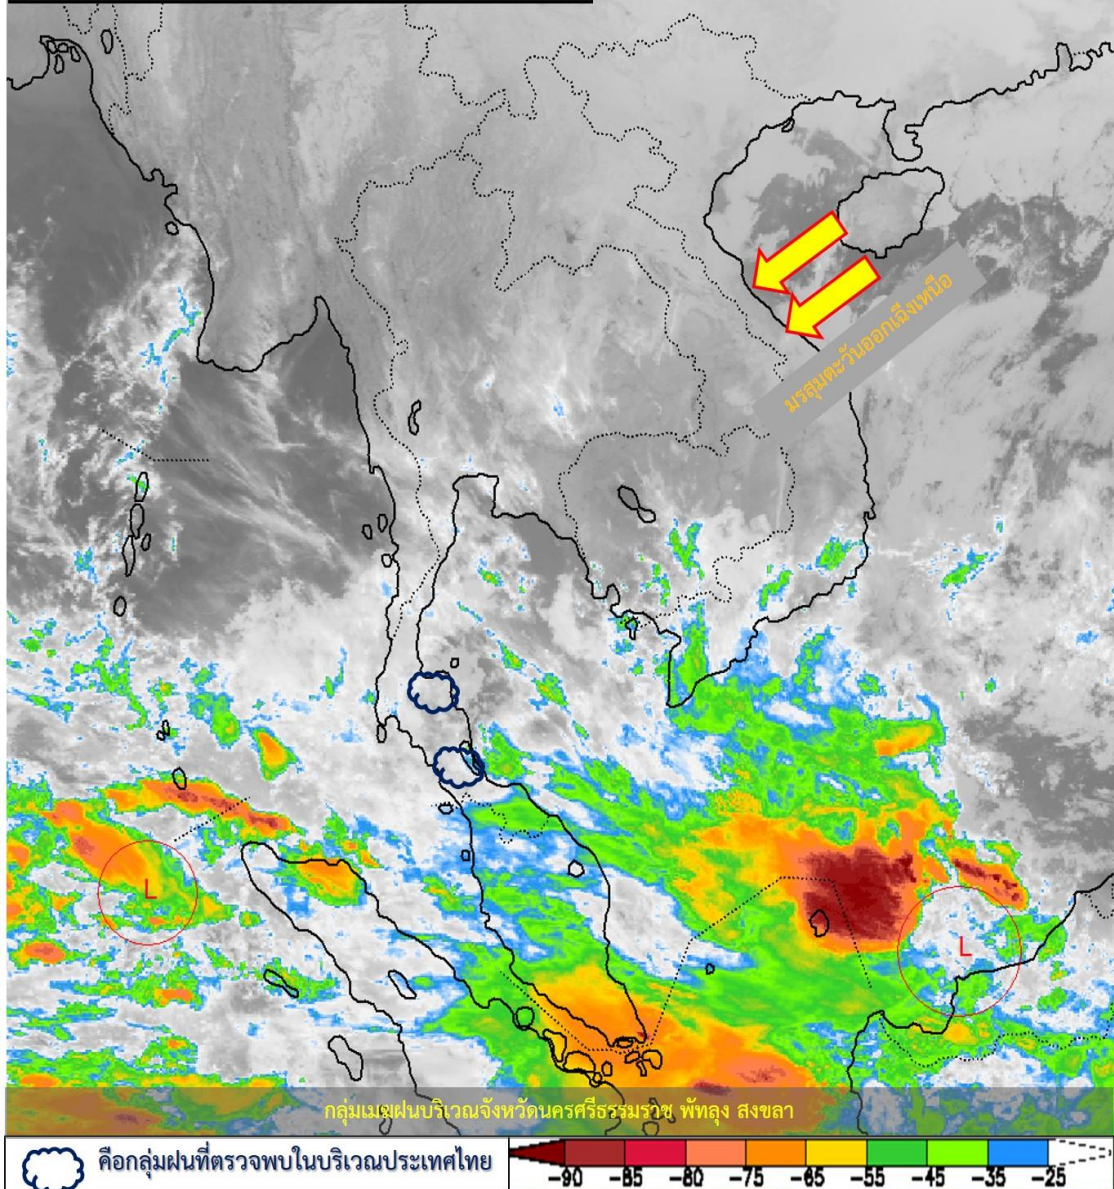 มรสุมตะวันออกเฉียงเหนือ
L
L
กลุ่มเมฆฝนบริเวณจังหวัดนครศรีธรรมราช พัทลุง สงขลา
คือกลุ่มฝนที่ตรวจพบในบริเวณประเทศไทย
-90 -85 -80 -75 -65 -55 -45 -35 -25